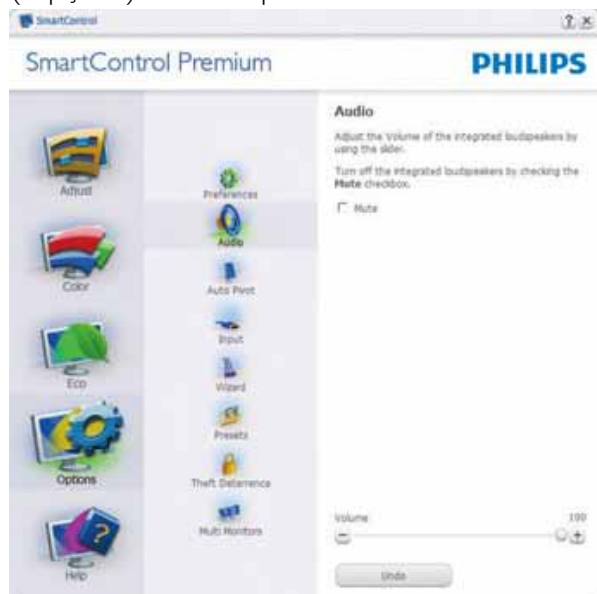 SmartControl
SmartControl Premium
PHILIPS
Adjust
Color
Eco
Options
Help
Preferences
Audio
Auto Pivot
Input
Wizard
Presets
Theft Deterrence
Multi Monitors
Audio
Adjust the Volume of the integrated loudspeakers by
using the slider.
Turn off the integrated loudspeakers by checking the
Mute checkbox.
Mute
Volume 100
Undo